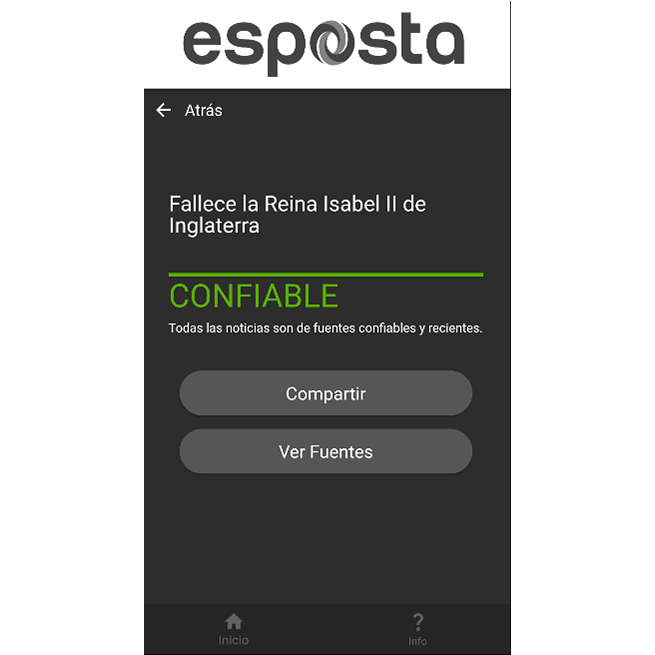 esposta
Atrás
Fallece la Reina Isabel II de
Inglaterra
CONFIABLE
Todas las noticias son de fuentes confiables y recientes.
Compartir
Ver Fuentes
Inicio
Info